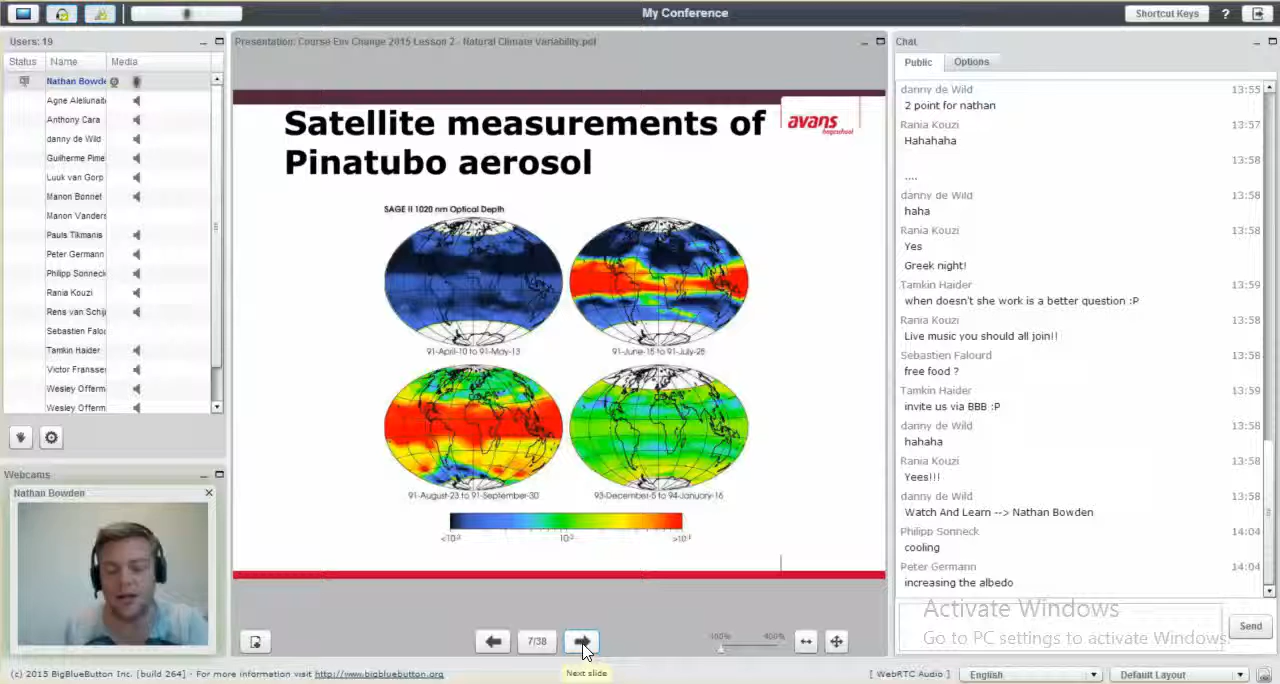 My Conference
Shortcut Keys
?
Users: 19
Status Name Media
Nathan Bowde
Agne Aleliunait
Anthony Cara
danny de Wild
Guilherme Pime
Luuk van Gorp
Manon Bonnet
Manon Vanders
Pauls Tikmanis
Peter Germann
Philipp Sonneck
Rania Kouzi
Rens van Schij
Sebastien Falou
Tamkin Haider
Victor Franssen
Wesley Offerm
Wesley Offerm
Webcams
Nathan Bowden
Presentation: Course Env Change 2015 Lesson 2 - Natural Climate Variability.pdf
Satellite measurements of
Pinatubo aerosol
avans
hogeschool
SAGE II 1020 nm Optical Depth
91-April-10 to 91-May-13
91-June-15 to 91-July-25
91-August-23 to 91-September-30
93-December-5 to 94-January-16
7/38
100% 400%
Next slide
Chat
Public Options
danny de Wild 13:55
2 point for nathan
Rania Kouzi 13:57
Hahahaha
13:58
....
danny de Wild 13:58
haha
Rania Kouzi 13:58
Yes
Greek night!
Tamkin Haider 13:59
when doesn't she work is a better question :P
Rania Kouzi 13:58
Live music you should all join!!
Sebastien Falourd 13:58
free food ?
Tamkin Haider 13:59
invite us via BBB :P
danny de Wild 13:58
hahaha
Rania Kouzi 13:58
Yees!!!
danny de Wild 13:58
Watch And Learn --> Nathan Bowden
Philipp Sonneck 14:04
cooling
Peter Germann 14:04
increasing the albedo
Activate Windows
Go to PC settings to activate Windows.
Send
(c) 2015 BigBlueButton Inc. [build 264] - For more information visit http://www.bigbluebutton.org
[ WebRTC Audio ]
English
Default Layout